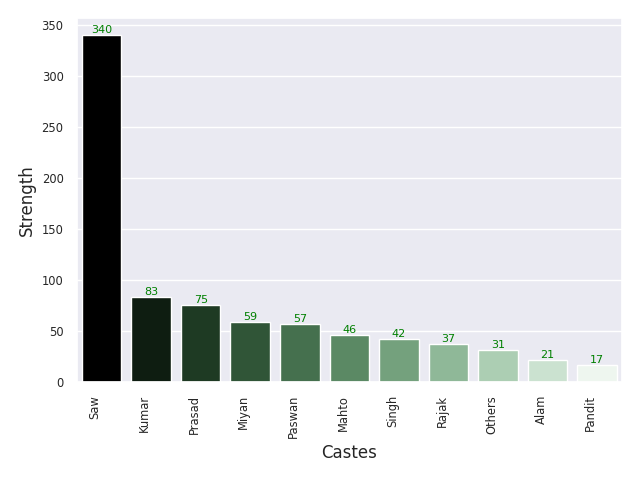 350
300
250
200
150
100
50
0
Strength
340
83
75
59
57
46
42
37
31
21
17
Saw
Kumar
Prasad
Miyan
Paswan
Mahto
Singh
Rajak
Others
Alam
Pandit
Castes